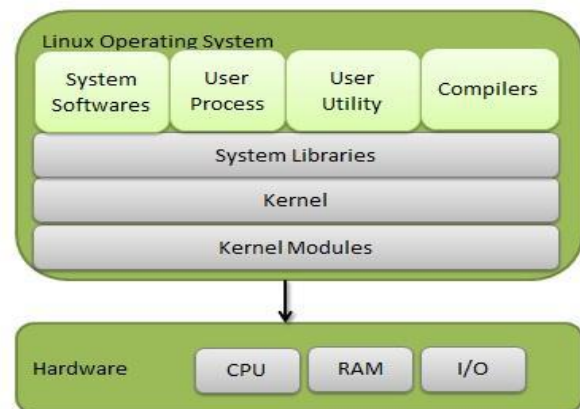 Linux Operating System
System
Softwares
User
Process
User
Utility
Compilers
System Libraries
Kernel
Kernel Modules
Hardware
CPU
RAM
I/O